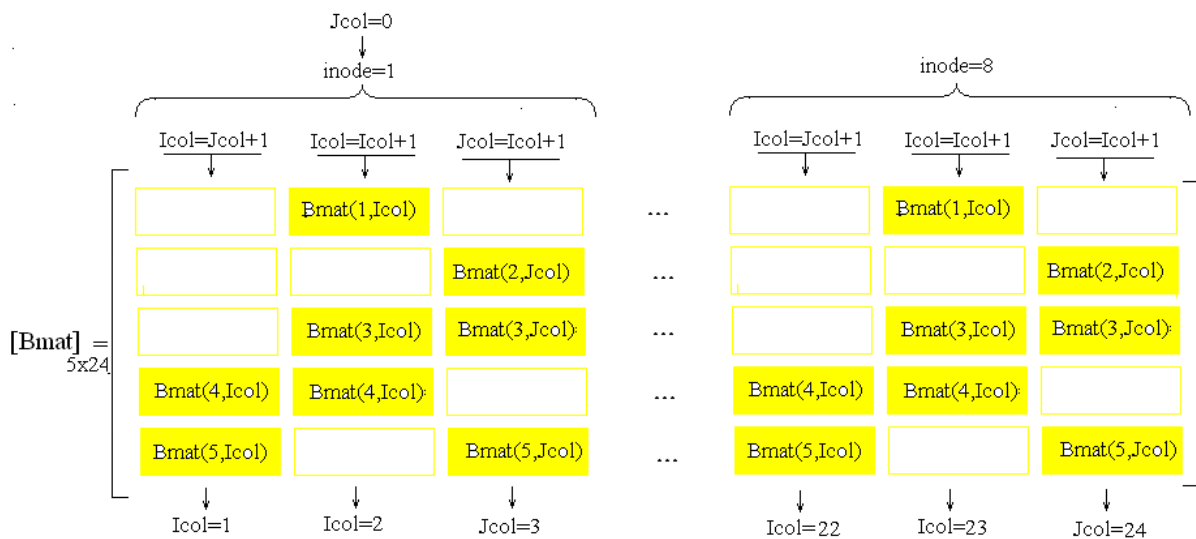 Jcol=0
inode=1 inode=8
Icol=Jcol+1 Icol=Icol+1 Jcol=Icol+1 Icol=Jcol+1 Icol=Icol+1 Jcol=Icol+1
Bmat(1,Icol) ... Bmat(1,Icol)
Bmat(2,Jcol) ... Bmat(2,Jcol)
Bmat(3,Icol) Bmat(3,Jcol): ... Bmat(3,Icol) Bmat(3,Jcol):
[Bmat] =
5x24
Bmat(4,Icol) Bmat(4,Icol): ... Bmat(4,Icol) Bmat(4,Icol):
Bmat(5,Icol) Bmat(5,Jcol) ... Bmat(5,Icol) Bmat(5,Jcol)
Icol=1 Icol=2 Jcol=3 Icol=22 Icol=23 Jcol=24